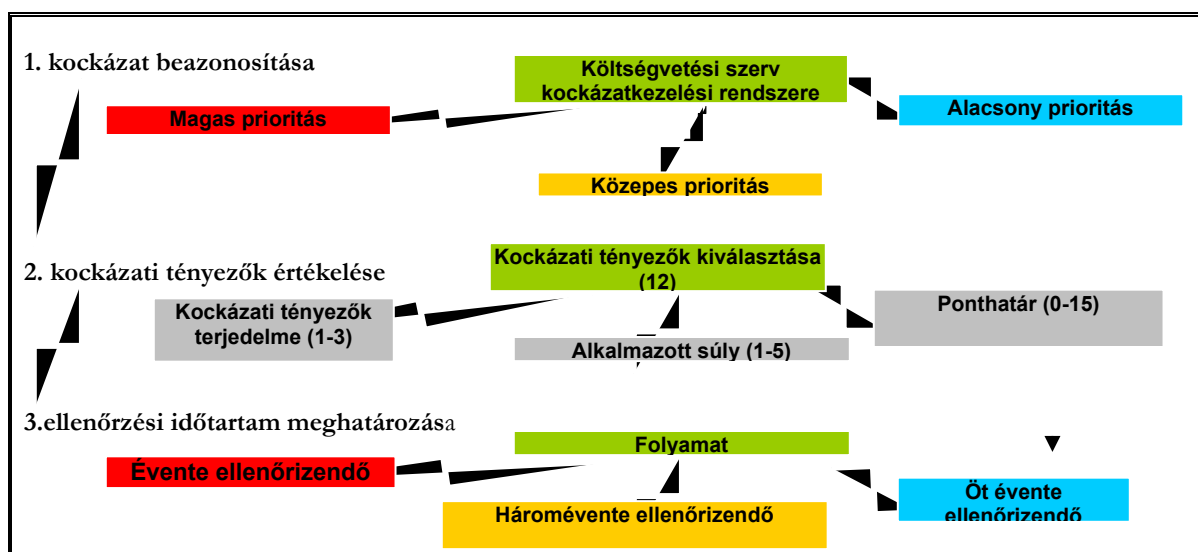 1. kockázat beazonosítása
Költségvetési szerv
kockázatkezelési rendszere
Magas prioritás
Alacsony prioritás
Közepes prioritás
2. kockázati tényezők értékelése
Kockázati tényezők kiválasztása
(12)
Kockázati tényezők
terjedelme (1-3)
Ponthatár (0-15)
Alkalmazott súly (1-5)
3.ellenőrzési időtartam meghatározása
Folyamat
Évente ellenőrizendő
Háromévente ellenőrizendő
Öt évente
ellenőrizendő